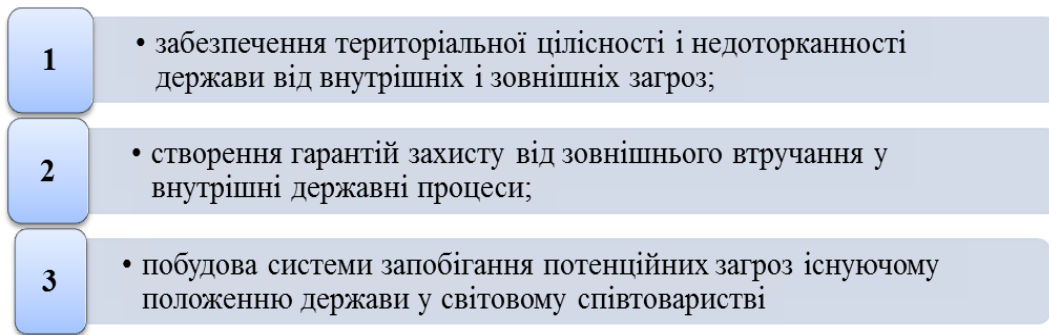 1
• забезпечення територіальної цілісності і недоторканності
держави від внутрішніх і зовнішніх загроз;
2
• створення гарантій захисту від зовнішнього втручання у
внутрішні державні процеси;
3
• побудова системи запобігання потенційних загроз існуючому
положенню держави у світовому співтоваристві